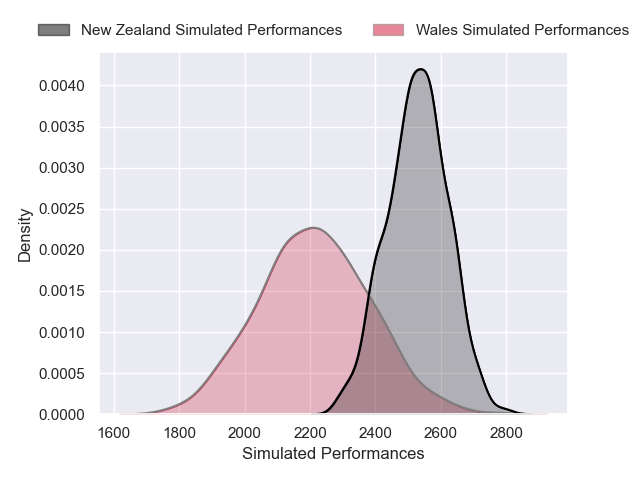 New Zealand Simulated Performances
Wales Simulated Performances
0.0040
0.0035
0.0030
0.0025
0.0020
0.0015
0.0010
0.0005
0.0000
Density
1600 1800 2000 2200 2400 2600 2800
Simulated Performances